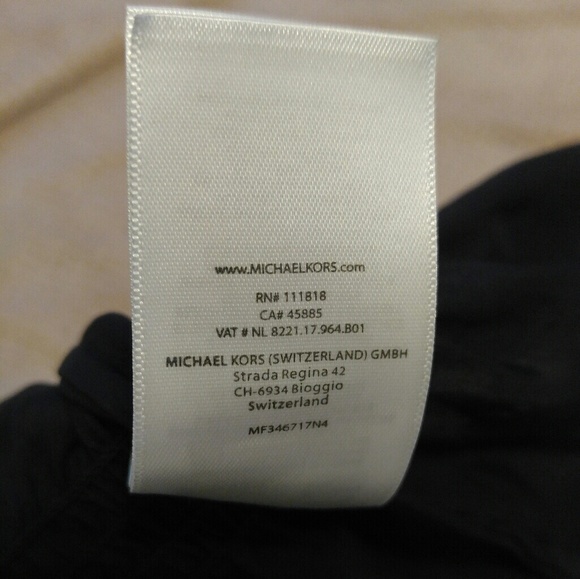 www.MICHAELKORS.com
RN# 111818
CA# 45885
VAT # NL 8221.17.964.B01
MICHAEL KORS (SWITZERLAND) GMBH
Strada Regina 42
CH-6934 Bioggio
Switzerland
MF346717N4